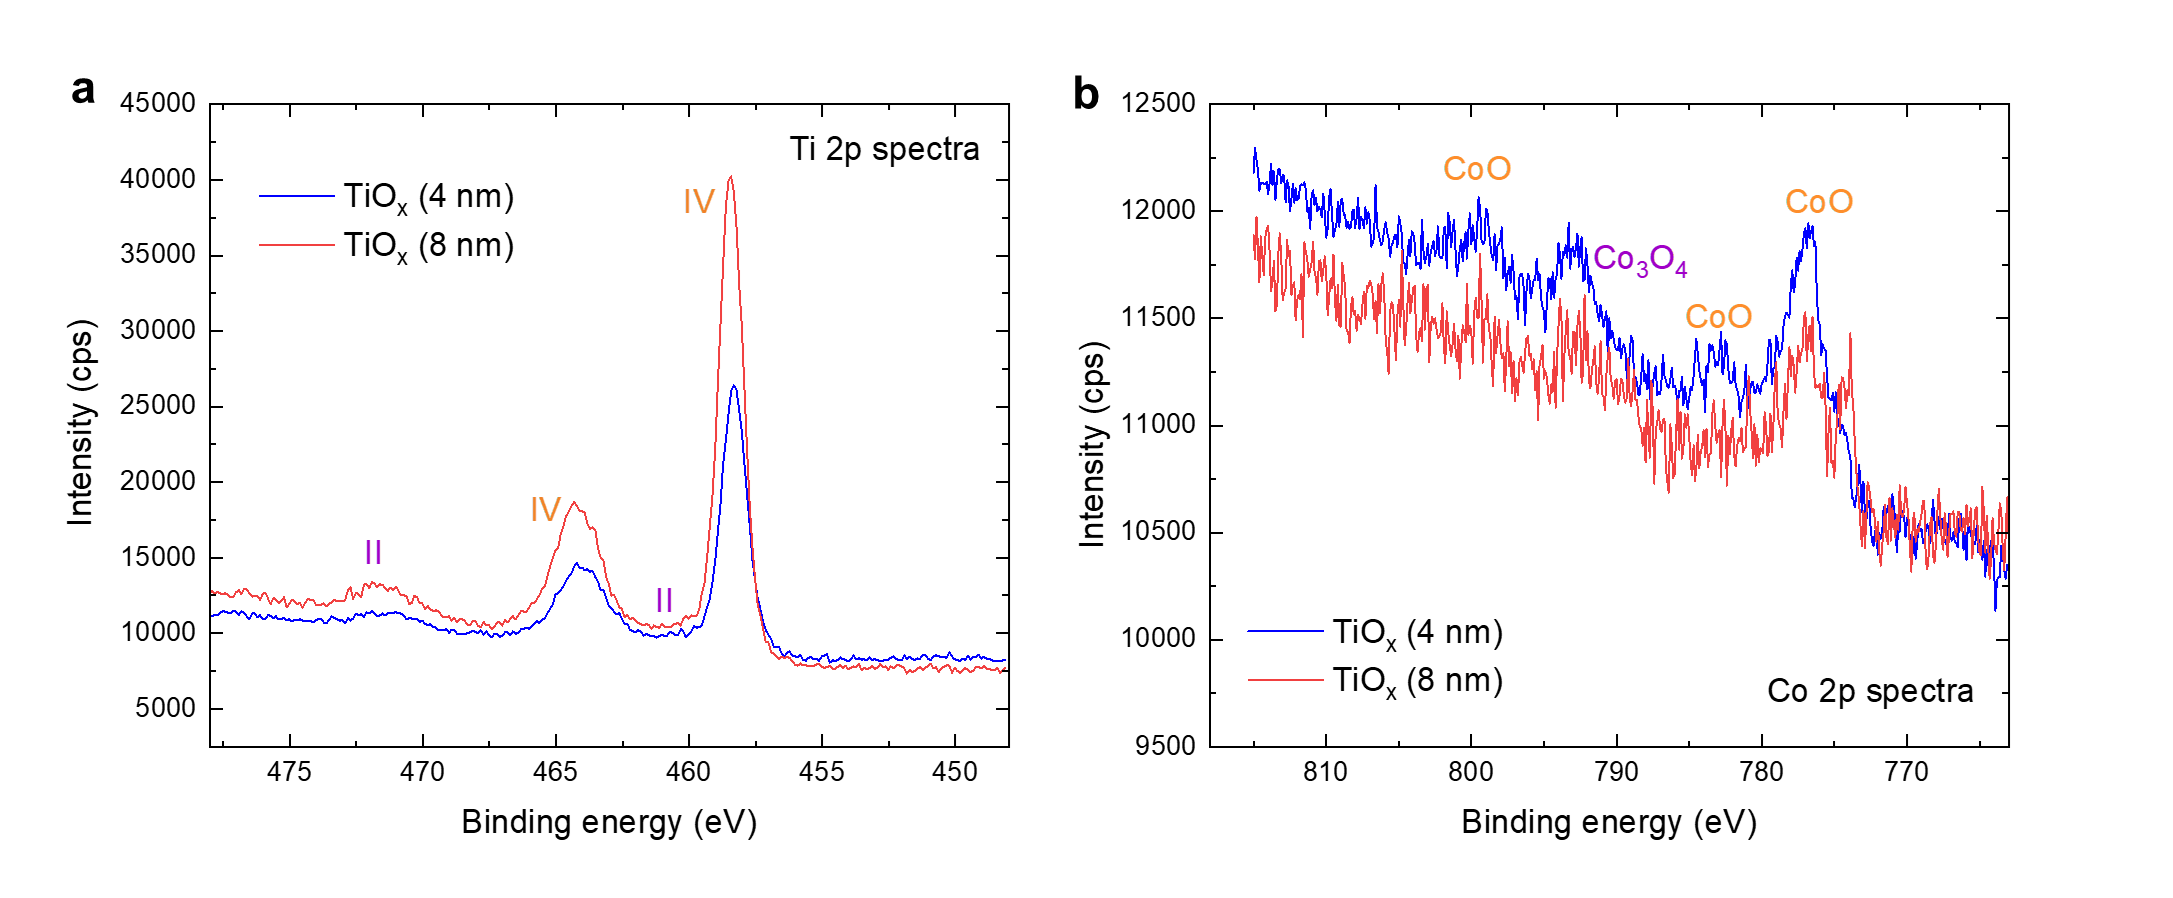 a
45000
40000
35000
30000
25000
20000
15000
10000
5000
Intensity (cps)
Ti 2p spectra
TiOₓ (4 nm)
TiOₓ (8 nm)
IV
IV
II
II
475 470 465 460 455 450
Binding energy (eV)
b
12500
12000
11500
11000
10500
10000
9500
Intensity (cps)
CoO
CoO
Co₃O₄
CoO
TiOₓ (4 nm)
TiOₓ (8 nm)
Co 2p spectra
810 800 790 780 770
Binding energy (eV)